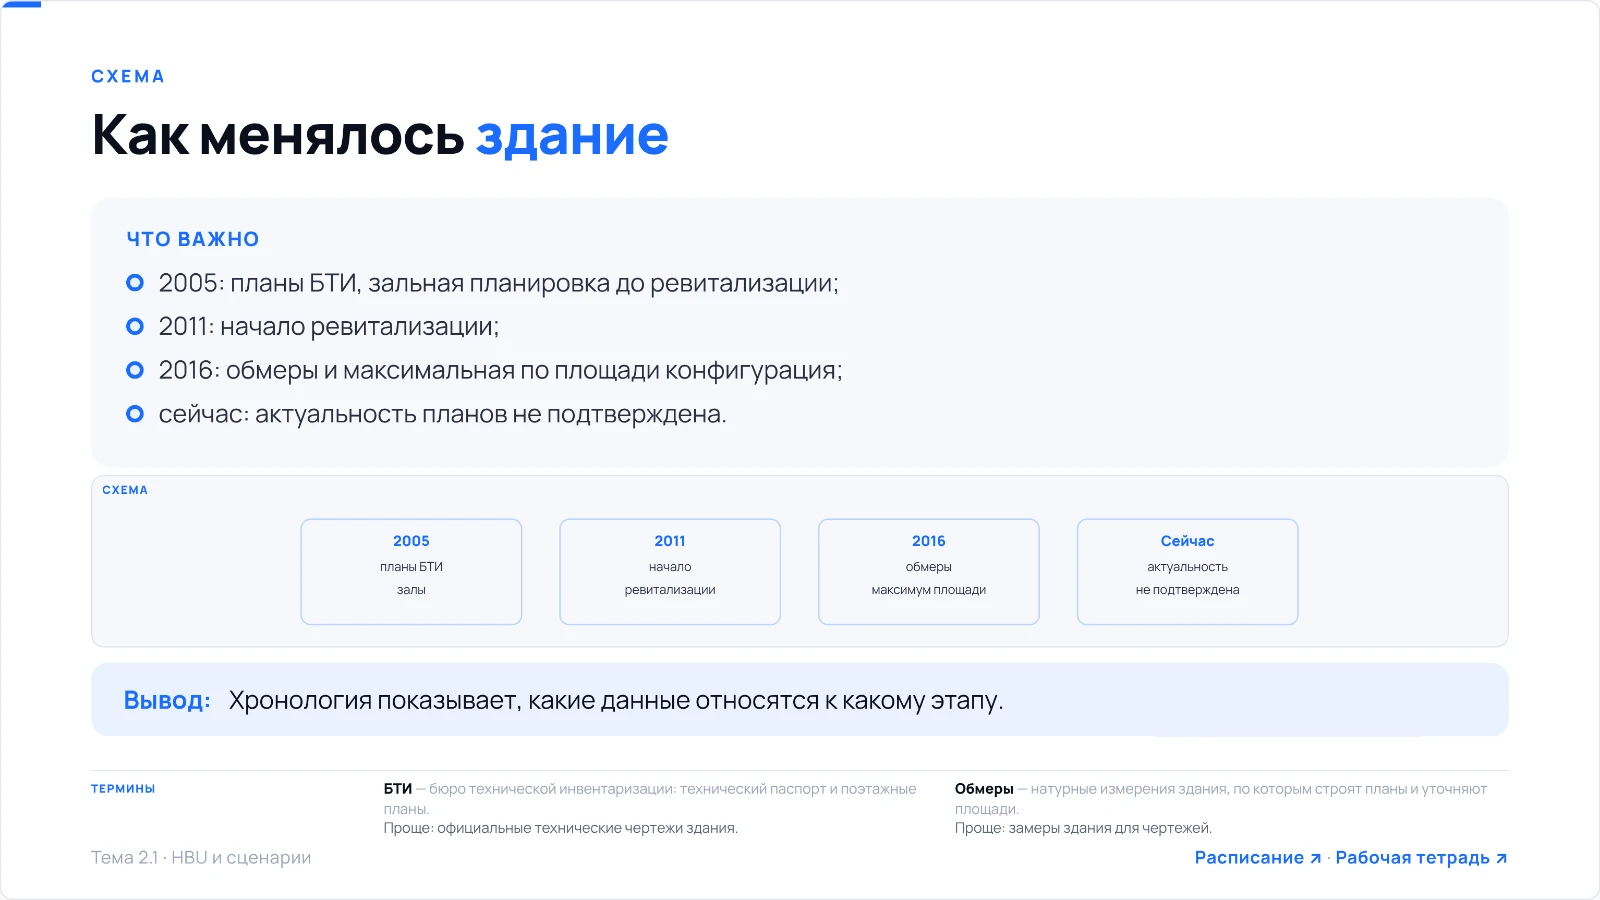 СХЕМА
Как менялось здание
ЧТО ВАЖНО
2005: планы БТИ, зальная планировка до ревитализации;
2011: начало ревитализации;
2016: обмеры и максимальная по площади конфигурация;
сейчас: актуальность планов не подтверждена.
СХЕМА
2005
планы БТИ
залы
2011
начало
ревитализации
2016
обмеры
максимум площади
Сейчас
актуальность
не подтверждена
Вывод: Хронология показывает, какие данные относятся к какому этапу.
ТЕРМИНЫ
БТИ — бюро технической инвентаризации: технический паспорт и поэтажные
планы.
Проще: официальные технические чертежи здания.
Обмеры — натурные измерения здания, по которым строят планы и уточняют
площади.
Проще: замеры здания для чертежей.
Тема 2.1 · HBU и сценарии
Расписание ↗ · Рабочая тетрадь ↗